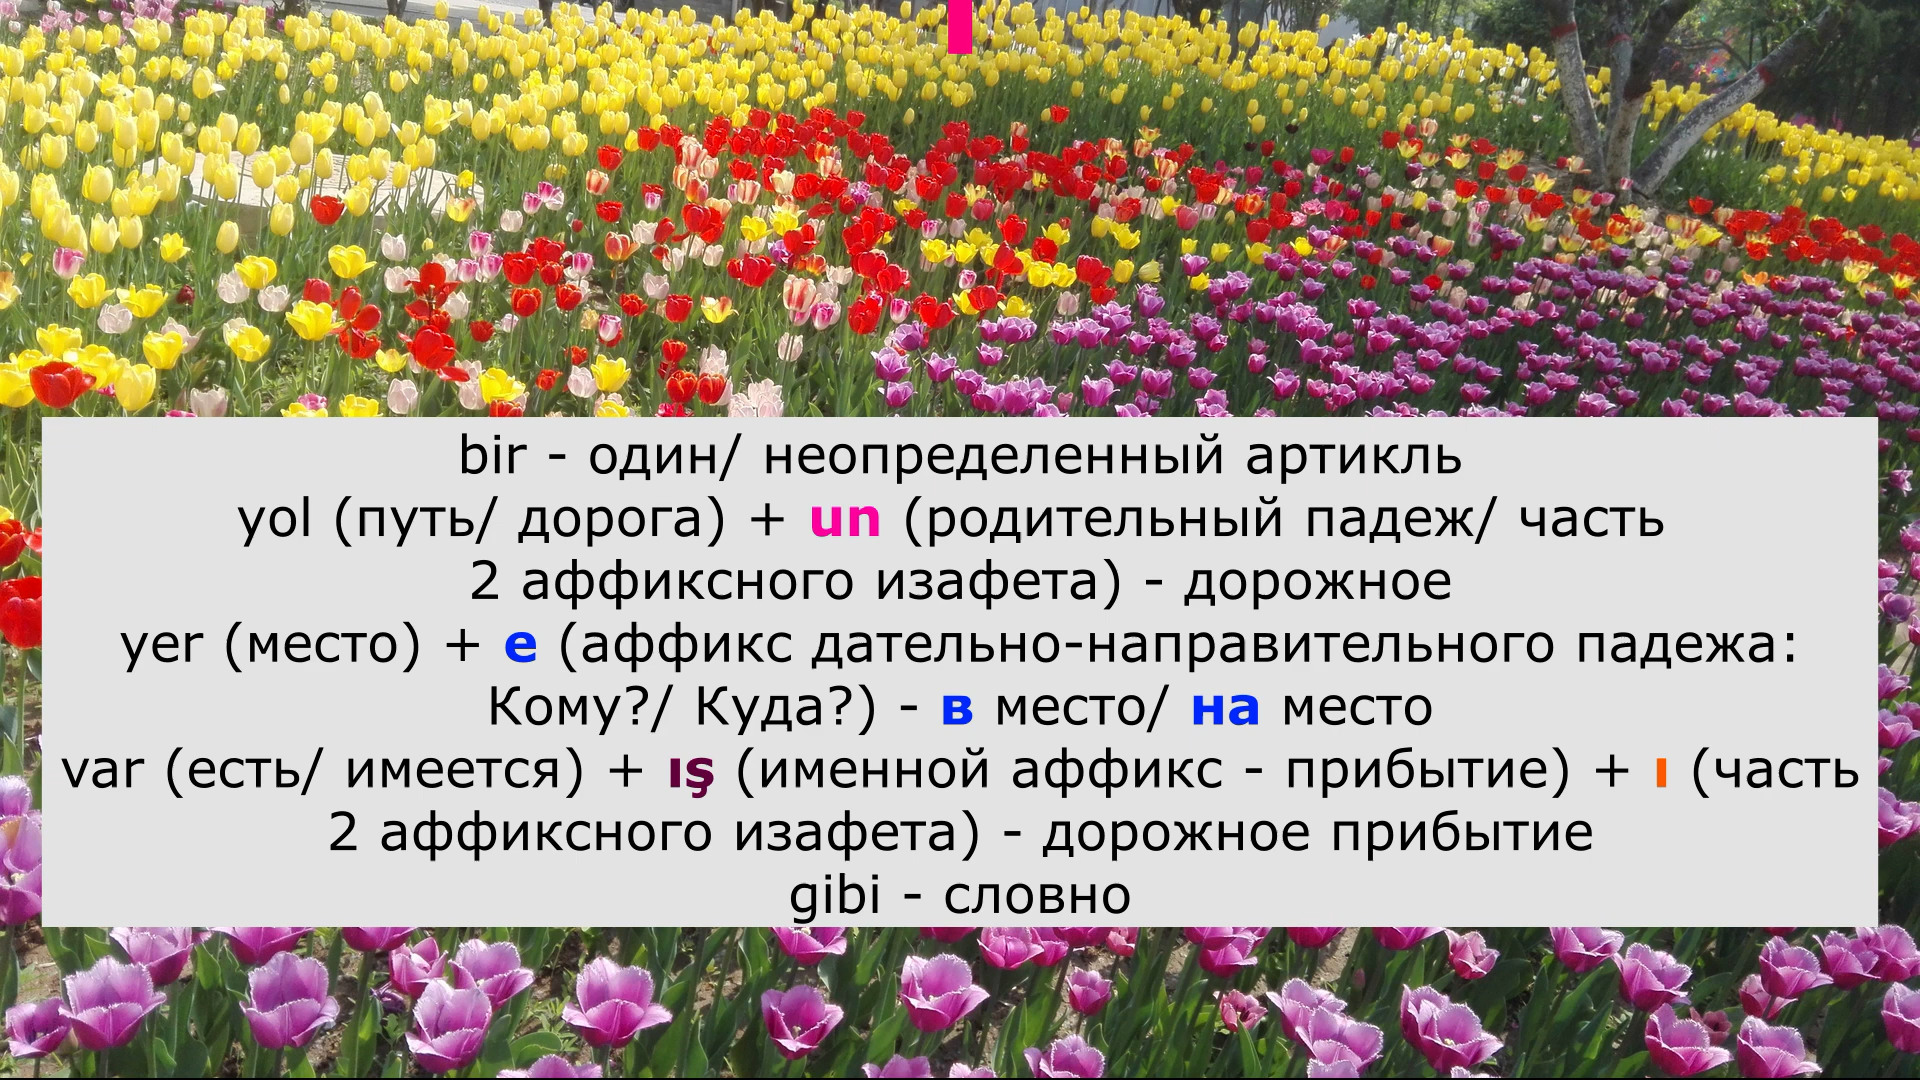 bir - один/ неопределенный артикль
yol (путь/ дорога) + un (родительный падеж/ часть
2 аффиксного изафета) - дорожное
yer (место) + e (аффикс дательно-направительного падежа:
Кому?/ Куда?) - в место/ на место
var (есть/ имеется) + ış (именной аффикс - прибытие) + ı (часть
2 аффиксного изафета) - дорожное прибытие
gibi - словно